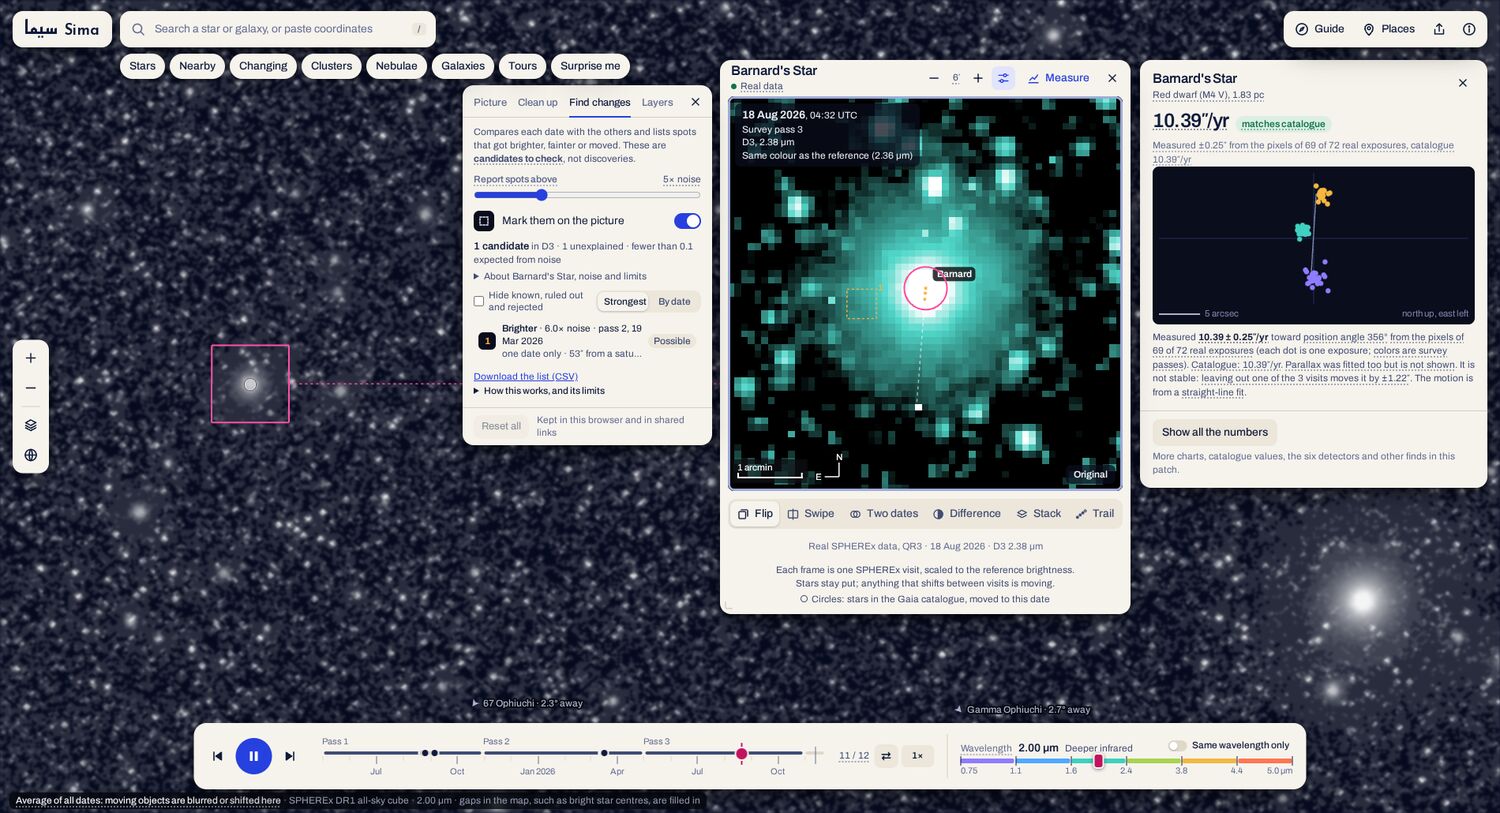 سيما Sima
Search a star or galaxy, or paste coordinates
/
Guide
Places
Stars
Nearby
Changing
Clusters
Nebulae
Galaxies
Tours
Surprise me
Picture
Clean up
Find changes
Layers
Compares each date with the others and lists spots
that got brighter, fainter or moved. These are
candidates to check, not discoveries.
Report spots above
5× noise
Mark them on the picture
1 candidate in D3 · 1 unexplained · fewer than 0.1
expected from noise
About Barnard's Star, noise and limits
Hide known, ruled out
and rejected
Strongest
By date
1
Brighter · 6.0× noise · pass 2, 19
Mar 2026
one date only · 53″ from a satu...
Possible
Download the list (CSV)
How this works, and its limits
Reset all
Kept in this browser and in shared
links
Barnard's Star
Real data
6′
Measure
18 Aug 2026, 04:32 UTC
Survey pass 3
D3, 2.38 µm
Same colour as the reference (2.36 µm)
Barnard
1 arcmin
N
E
Original
Flip
Swipe
Two dates
Difference
Stack
Trail
Real SPHEREx data, QR3 · 18 Aug 2026 · D3 2.38 µm
Each frame is one SPHEREx visit, scaled to the reference brightness.
Stars stay put; anything that shifts between visits is moving.
Circles: stars in the Gaia catalogue, moved to this date
Barnard's Star
Red dwarf (M4 V), 1.83 pc
10.39″/yr
matches catalogue
Measured ±0.25″ from the pixels of 69 of 72 real exposures, catalogue
10.39″/yr
5 arcsec
north up, east left
Measured 10.39 ± 0.25″/yr toward position angle 356° from the pixels of
69 of 72 real exposures (each dot is one exposure; colors are survey
passes). Catalogue: 10.39″/yr. Parallax was fitted too but is not shown. It is
not stable: leaving out one of the 3 visits moves it by ±1.22″. The motion is
from a straight-line fit.
Show all the numbers
More charts, catalogue values, the six detectors and other finds in this
patch.
67 Ophiuchi · 2.3° away
Gamma Ophiuchi · 2.7° away
Pass 1
Pass 2
Pass 3
Jul
Oct
Jan 2026
Apr
Jul
Oct
11 / 12
1×
Wavelength
2.00 µm
Deeper infrared
Same wavelength only
0.75
1.1
1.6
2.4
3.8
4.4
5.0 µm
Average of all dates: moving objects are blurred or shifted here · SPHEREx DR1 all-sky cube · 2.00 µm · gaps in the map, such as bright star centres, are filled in